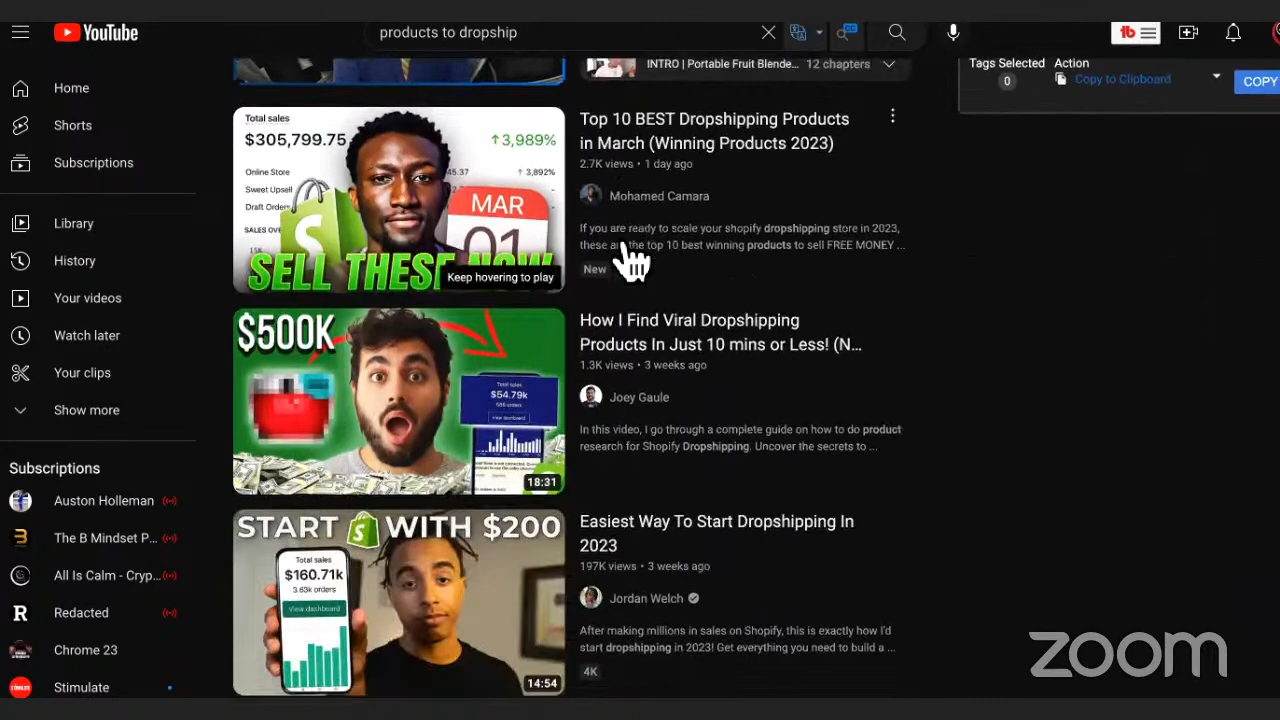 YouTube
products to dropship
Home
Shorts
Subscriptions
Library
History
Your videos
Watch later
Your clips
Show more
Subscriptions
Auston Holleman
The B Mindset P...
All Is Calm - Cryp...
Redacted
Chrome 23
Stimulate
INTRO | Portable Fruit Blende...
12 chapters
Total sales
$305,799.75
↑3,989%
Online Store
45.37
↑ 3,892%
Sweet Upsell
Draft Orders
SALES OVE
15K
MAR
01
SELL THESE NOW
Keep hovering to play
Top 10 BEST Dropshipping Products
in March (Winning Products 2023)
2.7K views • 1 day ago
Mohamed Camara
If you are ready to scale your shopify dropshipping store in 2023,
these are the top 10 best winning products to sell FREE MONEY ...
New
$500K
Total sales
$54.79k
View dashboard
18:31
How I Find Viral Dropshipping
Products In Just 10 mins or Less! (N...
1.3K views • 3 weeks ago
Joey Gaule
In this video, I go through a complete guide on how to do product
research for Shopify Dropshipping. Uncover the secrets to ...
START WITH $200
Total sales
$160.71k
3.63k orders
View dashboard
14:54
Easiest Way To Start Dropshipping In
2023
197K views • 3 weeks ago
Jordan Welch
After making millions in sales on Shopify, this is exactly how I'd
start dropshipping in 2023! Get everything you need to build a ...
4K
Tags Selected
0
Action
Copy to Clipboard
COPY
zoom